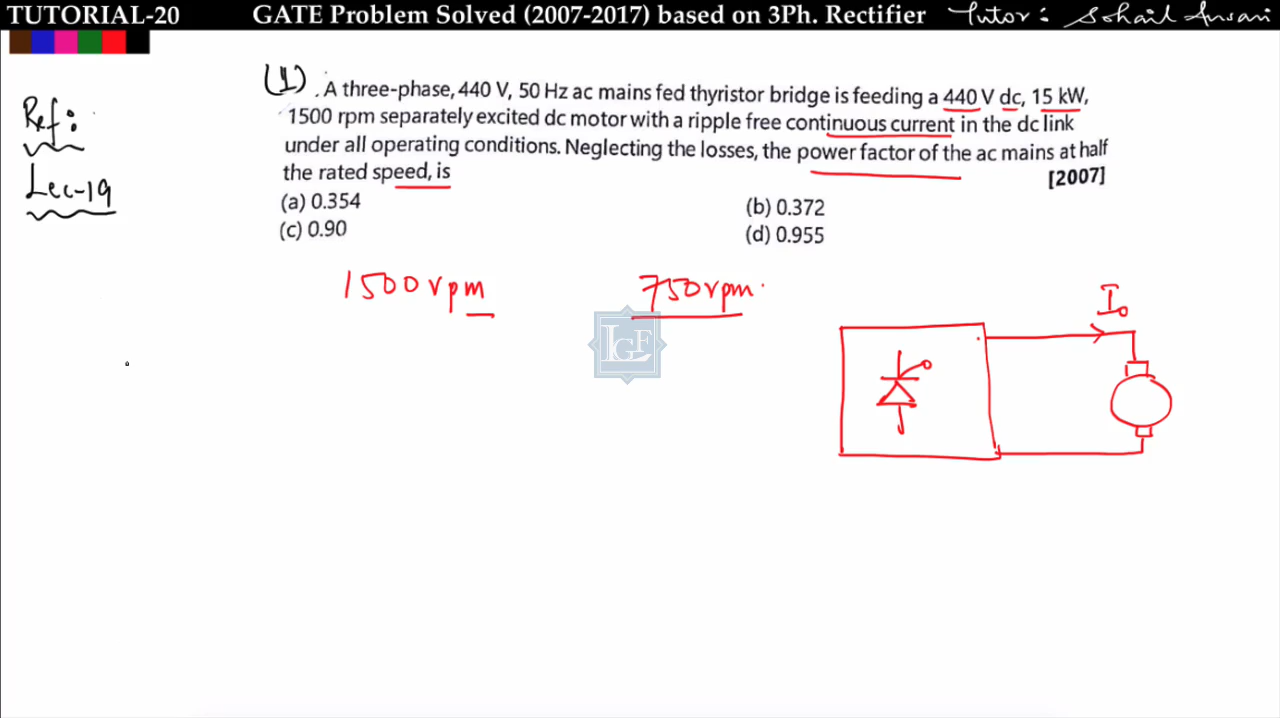 TUTORIAL-20 GATE Problem Solved (2007-2017) based on 3Ph. Rectifier Tutor: Sohail Ansari
Ref:
Lec-19
(1). A three-phase, 440 V, 50 Hz ac mains fed thyristor bridge is feeding a 440 V dc, 15 kW,
1500 rpm separately excited dc motor with a ripple free continuous current in the dc link
under all operating conditions. Neglecting the losses, the power factor of the ac mains at half
the rated speed, is
[2007]
(a) 0.354
(b) 0.372
(c) 0.90
(d) 0.955
1500 rpm
750 rpm.
I₀
LGF